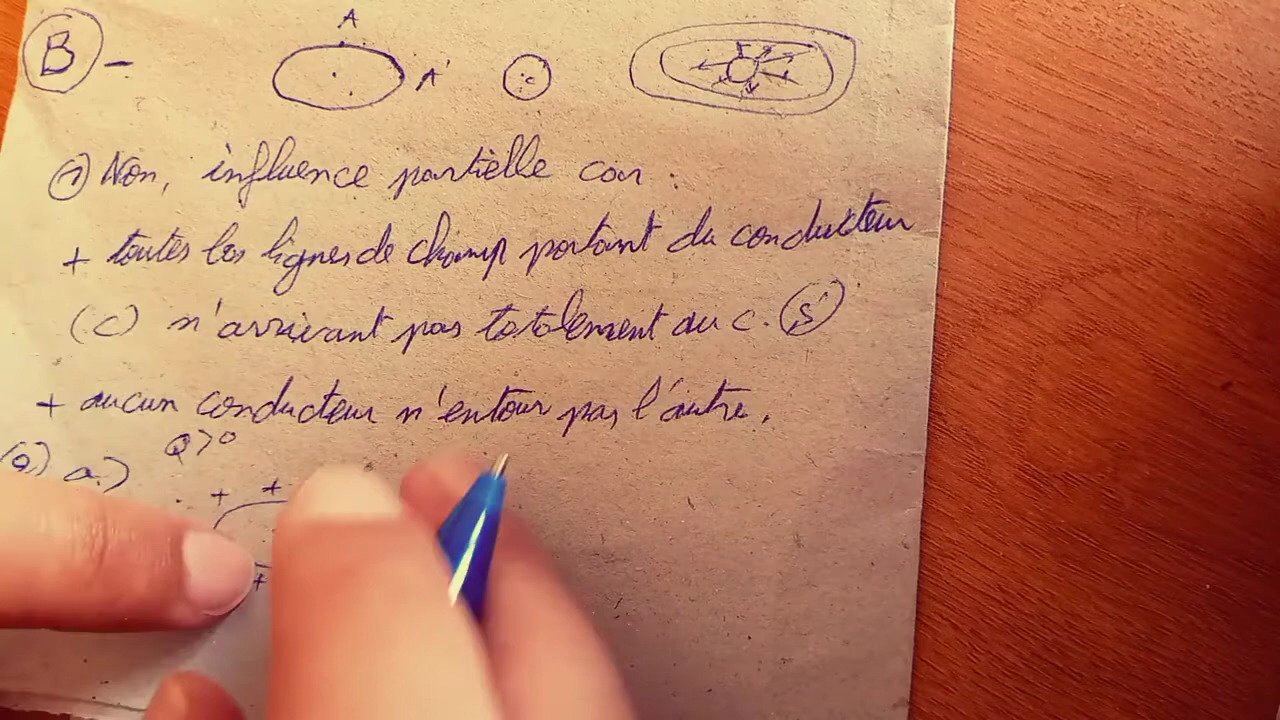 B -
A
A'
c
1) Non, influence partielle car :
+ toutes les lignes de champ partant du conducteur
(C) n'arrivant pas totalement au c. (S')
+ aucun conducteur n'entour pas l'autre.
Q>0
a.)
+ +
+